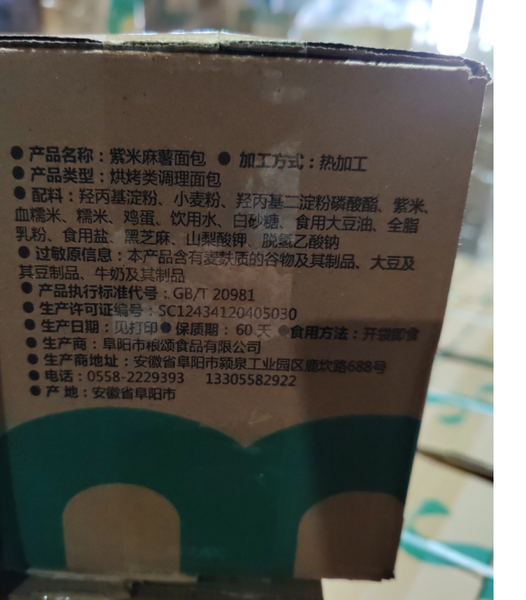 ● 产品名称：紫米麻薯面包 ● 加工方式：热加工
● 产品类型：烘烤类调理面包
● 配料：羟丙基淀粉、小麦粉、羟丙基二淀粉磷酸酯、紫米、
血糯米、糯米、鸡蛋、饮用水、白砂糖、食用大豆油、全脂
乳粉、食用盐、黑芝麻、山梨酸钾、脱氢乙酸钠
● 过敏原信息：本产品含有麦麸质的谷物及其制品、大豆及
其豆制品、牛奶及其制品
● 产品执行标准代号：GB/T 20981
● 生产许可证编号：SC12434120405030
● 生产日期：见打印 ● 保质期：60 天 ● 食用方法：开袋即食
● 生产商：阜阳市粮颂食品有限公司
● 生产商地址：安徽省阜阳市颍泉工业园区鹿坎路688号
● 电话：0558-2229393 13305582922
● 产 地：安徽省阜阳市